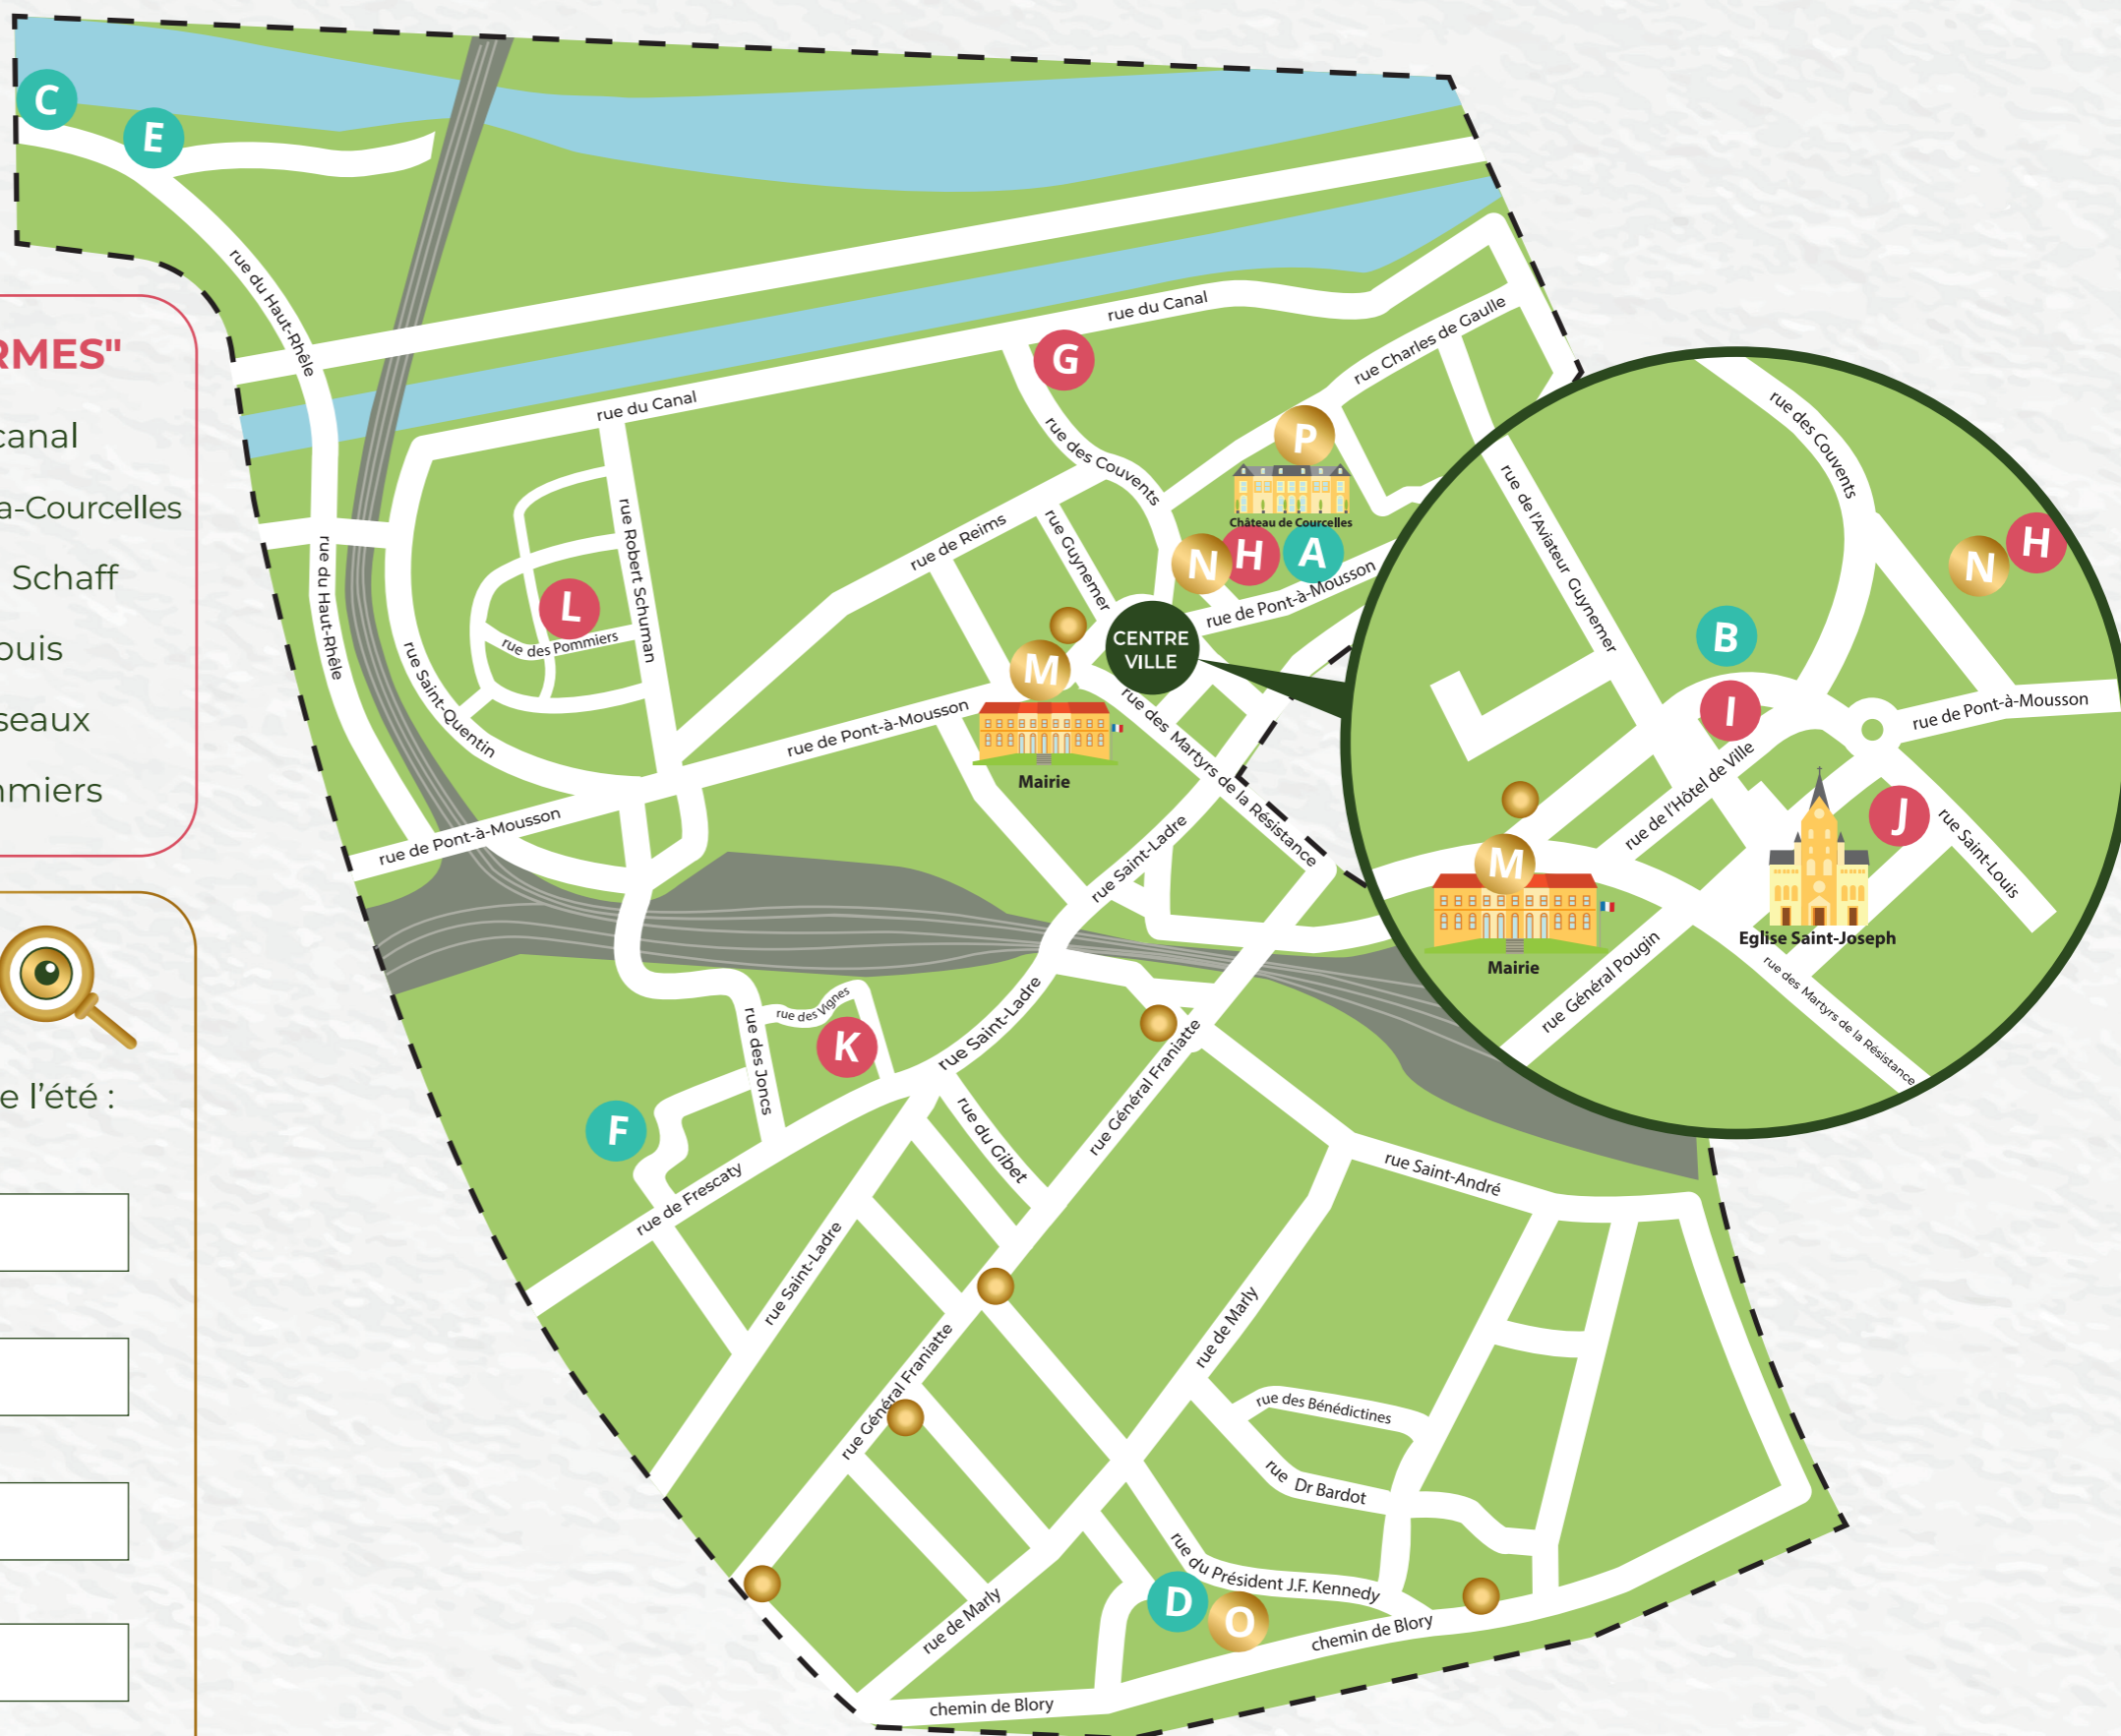 C
E
rue du Haut-Rhêle
RMES"
canal
a-Courcelles
Schaff
ouis
seaux
nmiers
e l'été :
rue du Canal
rue du Canal
G
rue des Couvents
rue Charles de Gaulle
P
Château de Courcelles
N
H
A
rue de Reims
rue Guynemer
rue de Pont-à-Mousson
CENTRE
VILLE
rue Robert Schuman
L
rue des Pommiers
rue du Haut-Rhêle
rue Saint-Quentin
M
Mairie
rue de Pont-à-Mousson
rue de Pont-à-Mousson
rue des Martyrs de la Résistance
rue Saint-Ladre
rue des Couvents
rue de l'Aviateur Guynemer
N
H
B
I
rue de Pont-à-Mousson
rue de l'Hôtel de Ville
J
rue Saint-Louis
M
Mairie
Eglise Saint-Joseph
rue Général Pougin
rue des Martyrs de la Résistance
rue des Vignes
K
rue des Joncs
rue Saint-Ladre
F
rue de Frescaty
rue du Gibet
rue Général Franiatte
rue Saint-André
rue Saint-Ladre
rue Général Franiatte
rue de Marly
rue des Bénédictines
rue Dr Bardot
rue du Président J.F. Kennedy
D
O
rue de Marly
chemin de Blory
chemin de Blory